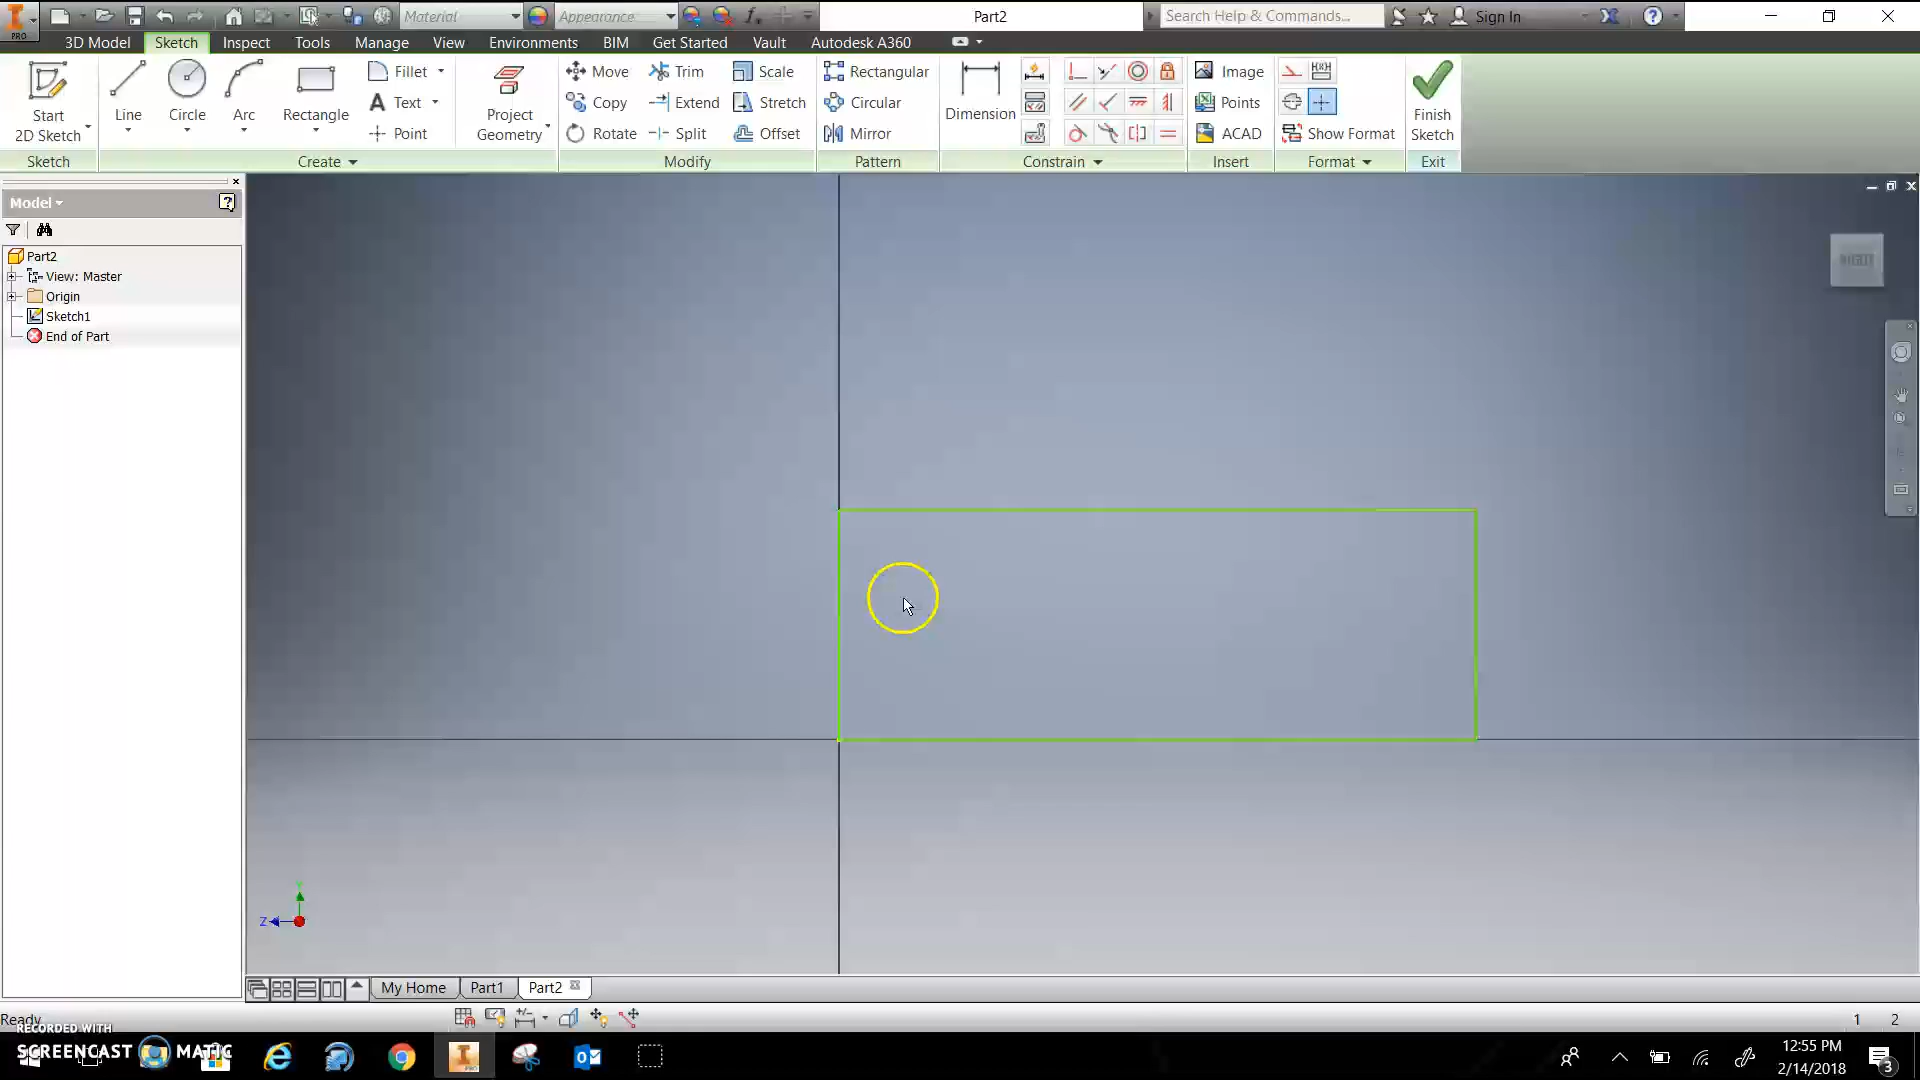 PRO
Material
Appearance
Part2
Search Help & Commands...
Sign In
3D Model
Sketch
Inspect
Tools
Manage
View
Environments
BIM
Get Started
Vault
Autodesk A360
Start
2D Sketch
Line
Circle
Arc
Rectangle
Fillet
Text
Point
Project
Geometry
Move
Copy
Rotate
Trim
Extend
Split
Scale
Stretch
Offset
Rectangular
Circular
Mirror
Dimension
Image
Points
ACAD
Show Format
Finish
Sketch
Sketch
Create
Modify
Pattern
Constrain
Insert
Format
Exit
Model
Part2
View: Master
Origin
Sketch1
End of Part
RIGHT
Y
Z
My Home
Part1
Part2
Ready
1 2
RECORDED WITH
SCREENCAST MATIC
12:55 PM
2/14/2018
3